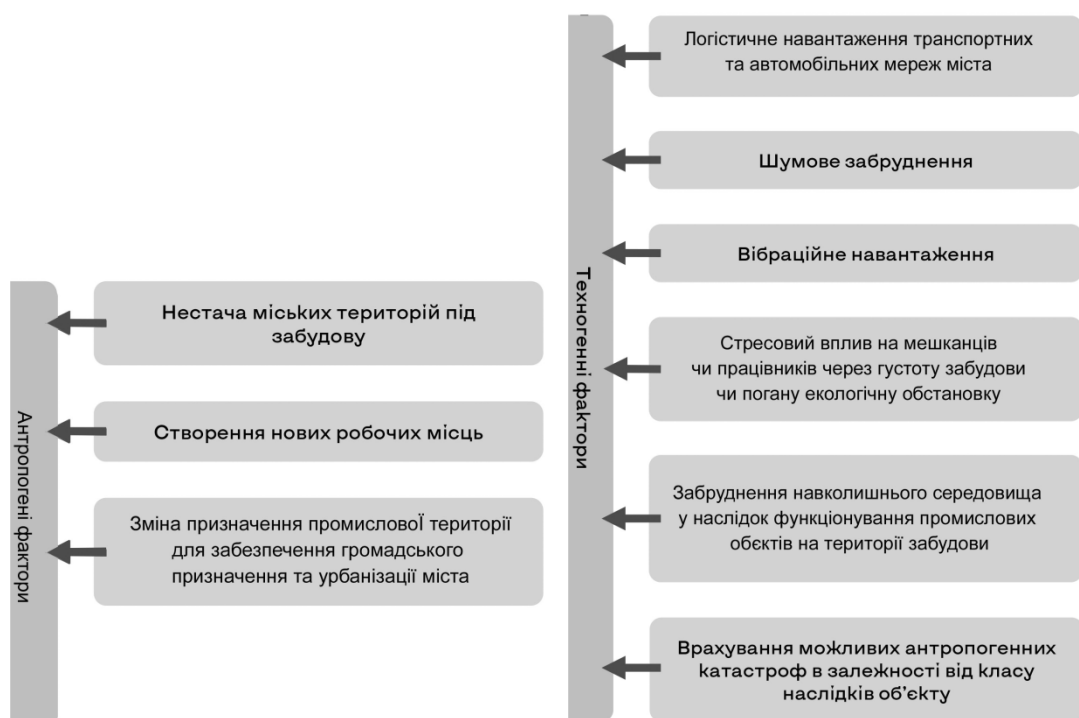 Антропогені фактори
Нестача міських територій під
забудову
Створення нових робочих місць
Зміна призначення промисловоЇ території
для забезпечення громадського
призначення та урбанізації міста
Техногенні фактори
Логістичне навантаження транспортних
та автомобільних мереж міста
Шумове забруднення
Вібраційне навантаження
Стресовий вплив на мешканців
чи працівників через густоту забудови
чи погану екологічну обстановку
Забруднення навколишнього середовища
у наслідок функціонування промислових
обєктів на території забудови
Врахування можливих антропогенних
катастроф в залежності від класу
наслідків об’єкту